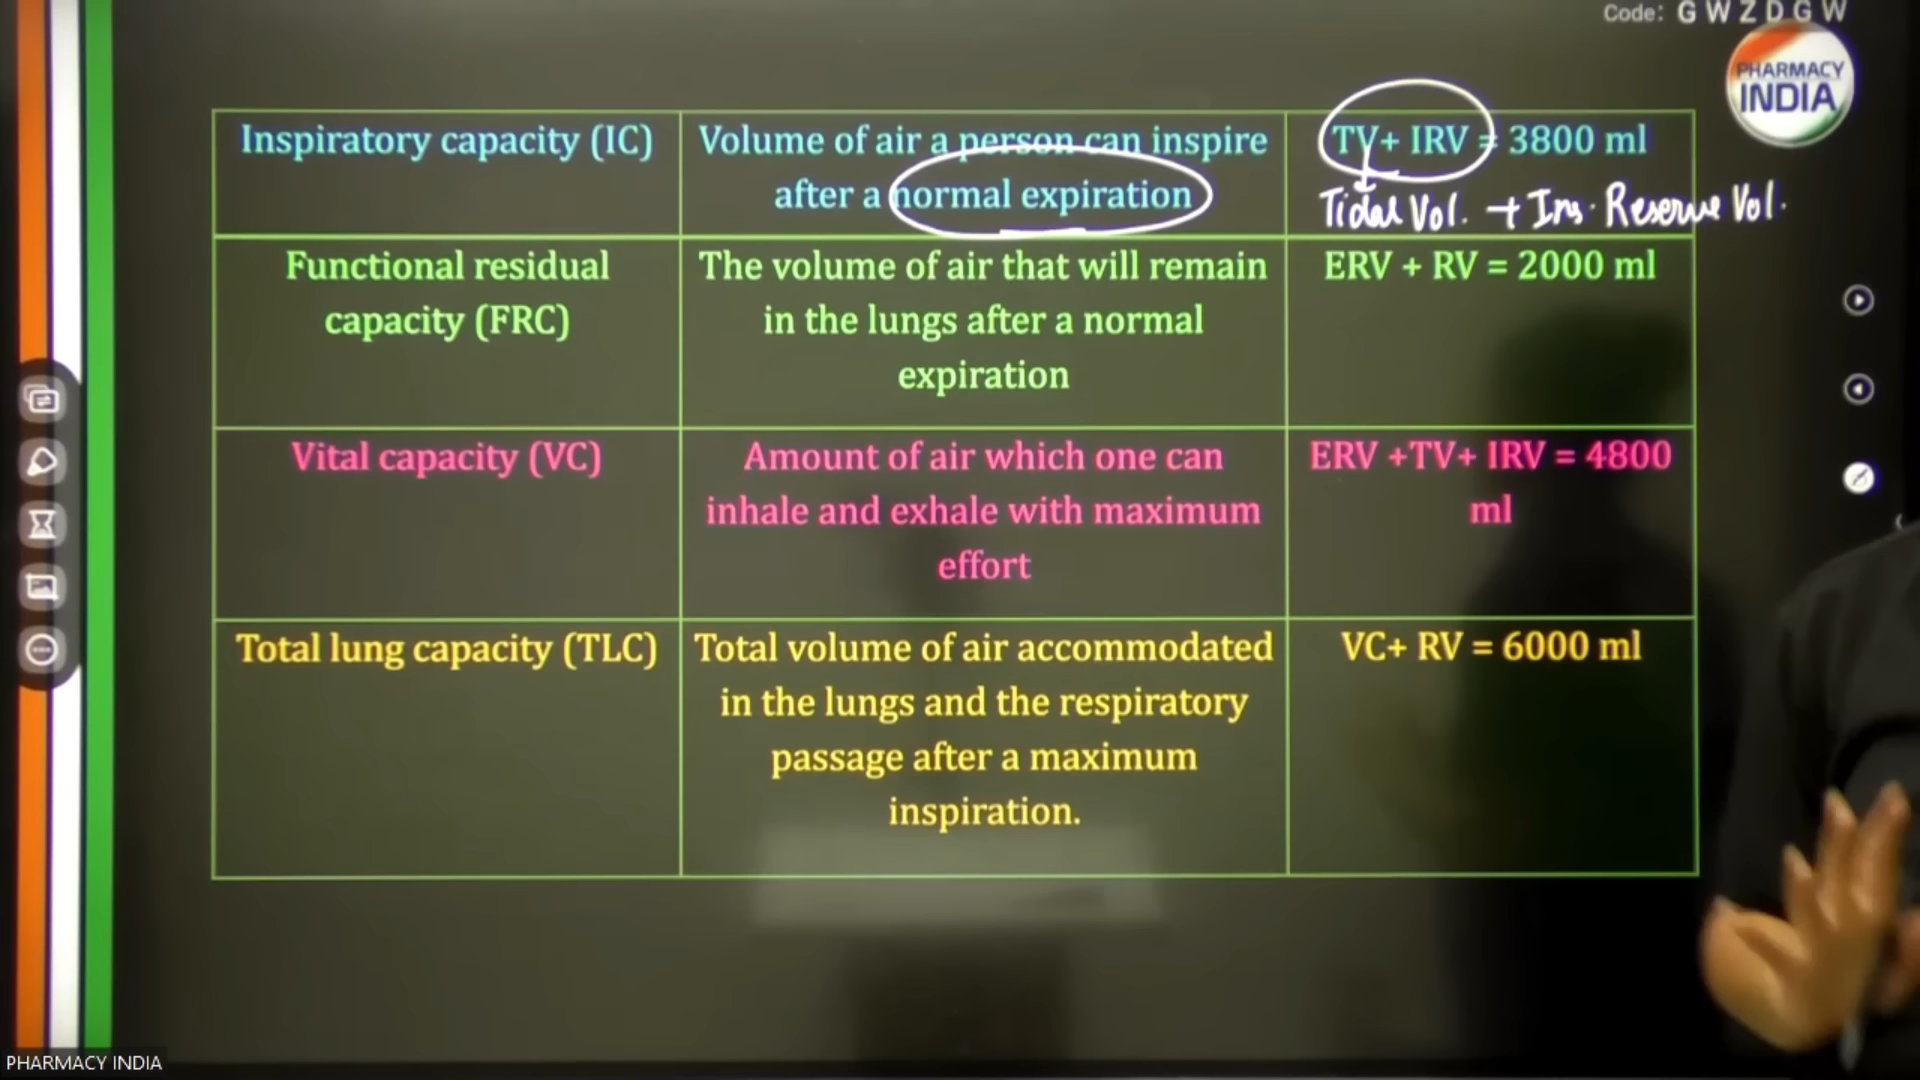 Code: G W Z D G W
PHARMACY
INDIA
Inspiratory capacity (IC)
Volume of air a person can inspire
after a normal expiration
TV+ IRV = 3800 ml
Tidal Vol. + Ins. Reserve Vol.
Functional residual
capacity (FRC)
The volume of air that will remain
in the lungs after a normal
expiration
ERV + RV = 2000 ml
Vital capacity (VC)
Amount of air which one can
inhale and exhale with maximum
effort
ERV +TV+ IRV = 4800
ml
Total lung capacity (TLC)
Total volume of air accommodated
in the lungs and the respiratory
passage after a maximum
inspiration.
VC+ RV = 6000 ml
PHARMACY INDIA